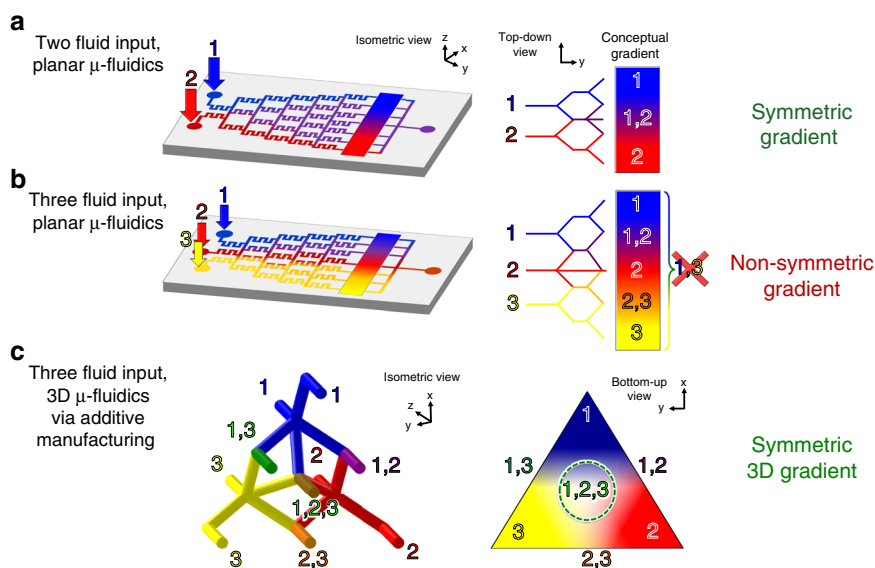 a
Two fluid input,
planar μ-fluidics
1
2
Isometric view
z
x
y
Top-down
view
y
Conceptual
gradient
1
2
1
1,2
2
Symmetric
gradient
b
Three fluid input,
planar μ-fluidics
1
2
3
1
2
3
1
1,2
2
2,3
3
1,3
Non-symmetric
gradient
c
Three fluid input,
3D μ-fluidics
via additive
manufacturing
Isometric view
x
z
y
1
1
1,3
2
1,2
3
1,2,3
3
2,3
2
Bottom-up
view
x
y
1
1,3
1,2
1,2,3
3
2
2,3
Symmetric
3D gradient